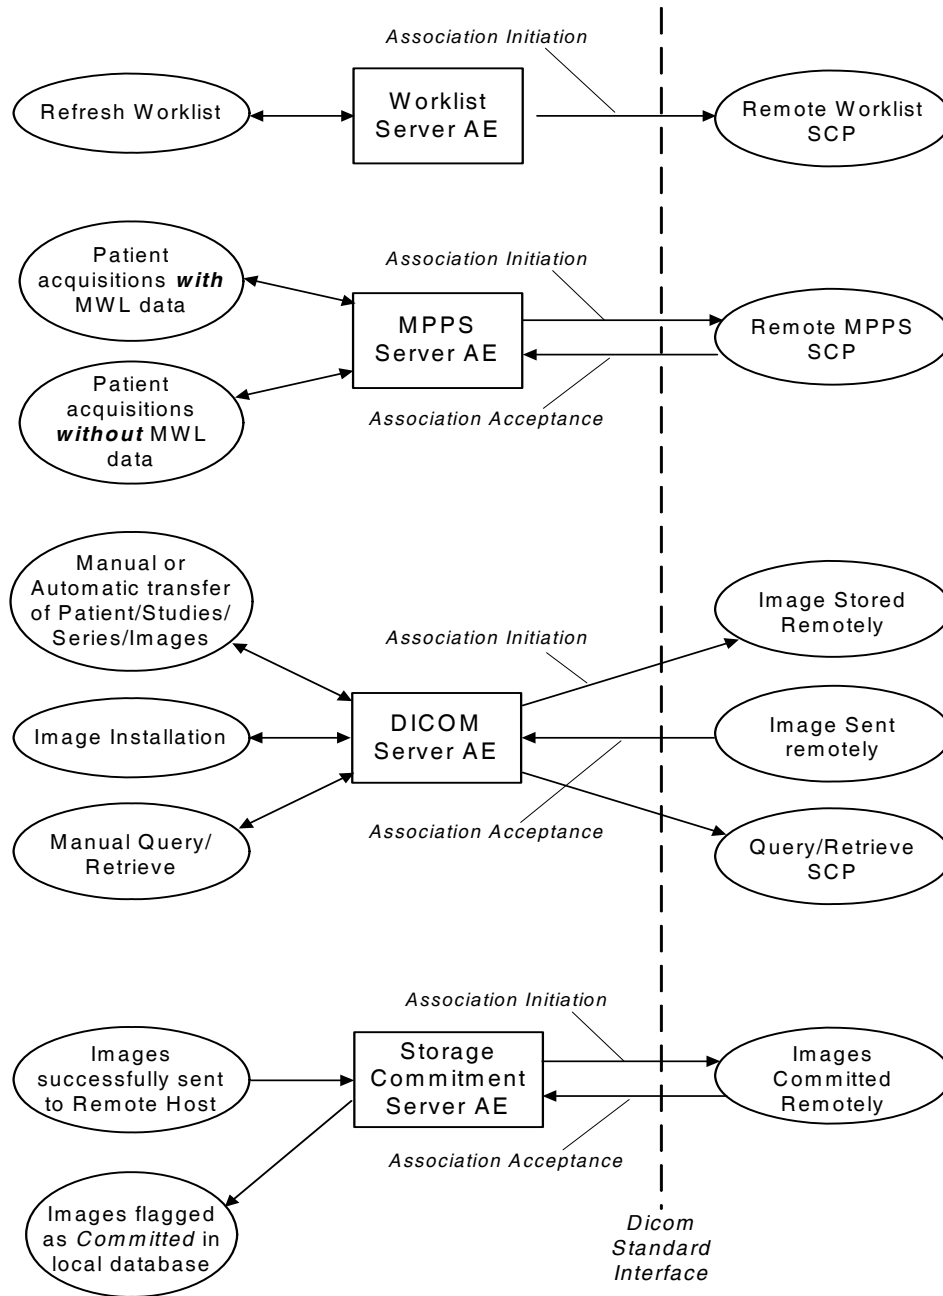 Association Initiation
Refresh Worklist
Worklist
Server AE
Remote Worklist
SCP
Patient
acquisitions with
MWL data
Association Initiation
MPPS
Server AE
Remote MPPS
SCP
Patient
acquisitions
without MWL
data
Association Acceptance
Manual or
Automatic transfer
of Patient/Studies/
Series/Images
Association Initiation
Image Stored
Remotely
Image Installation
DICOM
Server AE
Image Sent
remotely
Association Acceptance
Manual Query/
Retrieve
Query/Retrieve
SCP
Association Initiation
Images
successfully sent
to Remote Host
Storage
Commitment
Server AE
Images
Committed
Remotely
Association Acceptance
Images flagged
as Committed in
local database
Dicom
Standard
Interface